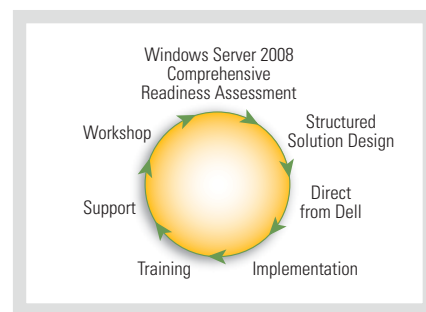 Windows Server 2008
Comprehensive
Readiness Assessment
Structured
Solution Design
Direct
from Dell
Implementation
Training
Support
Workshop